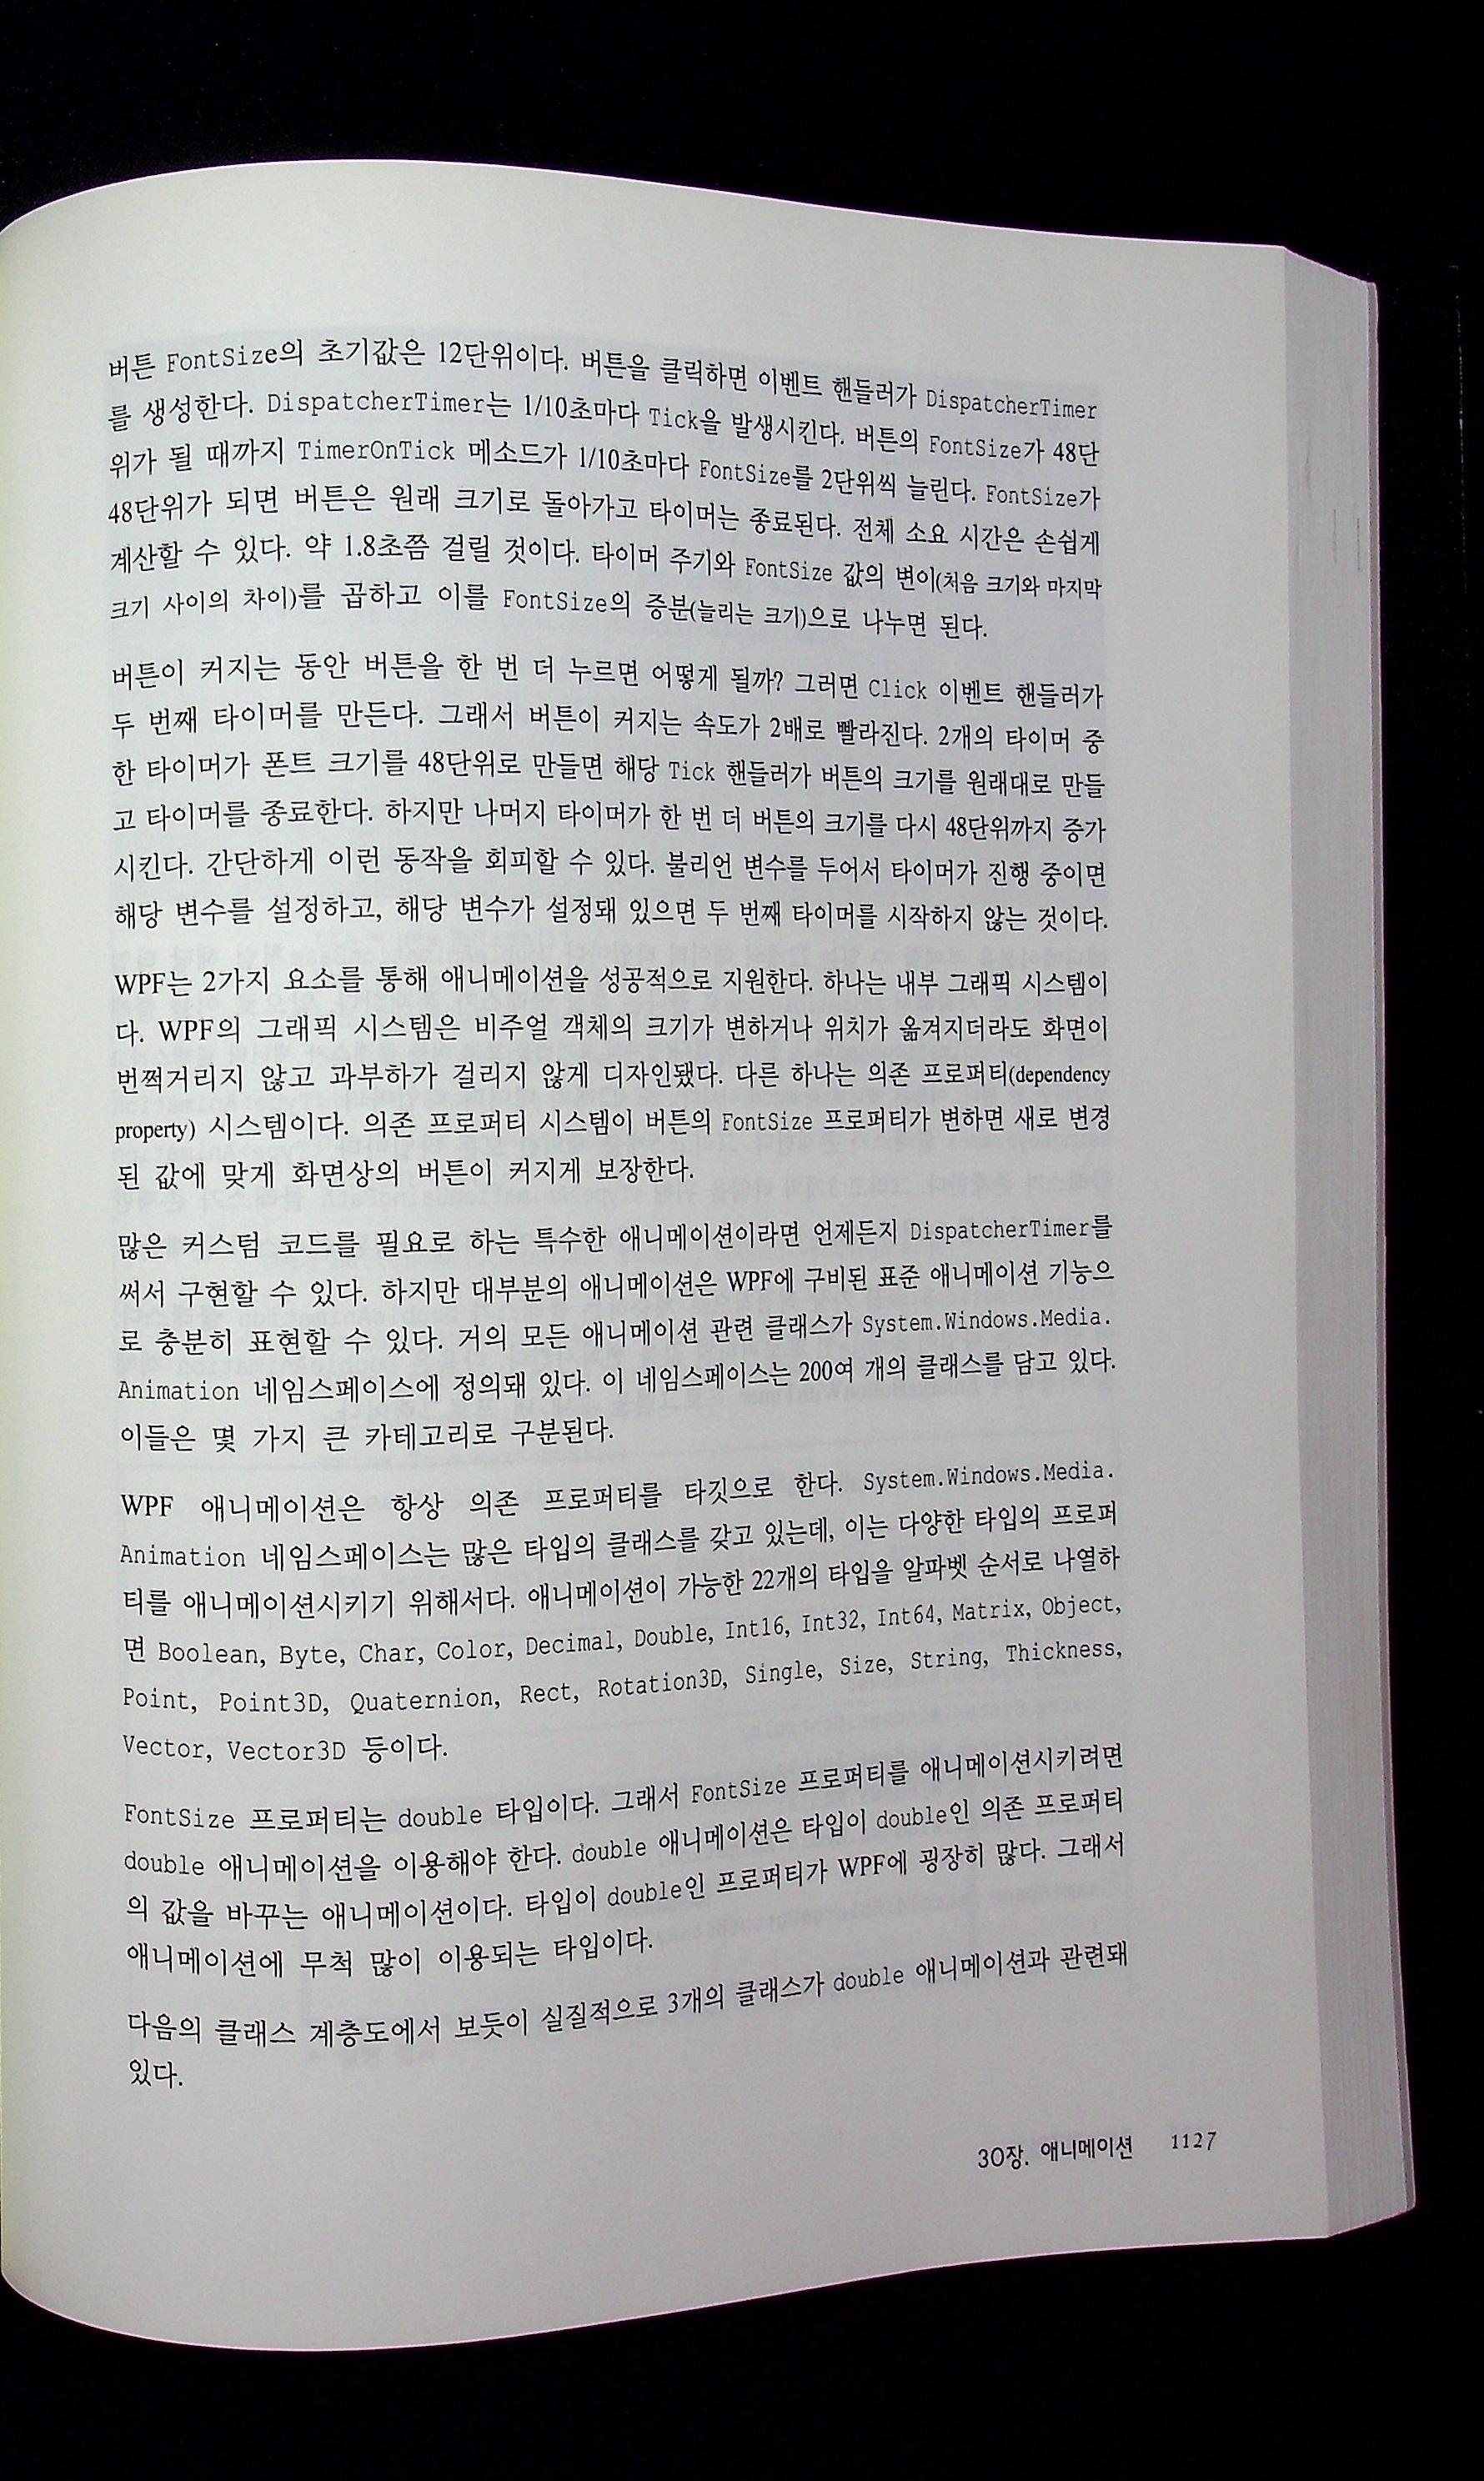 버튼 FontSize의 초기값은 12단위이다. 버튼을 클릭하면 이벤트 핸들러가 DispatcherTimer
를 생성한다. DispatcherTimer는 1/10초마다 Tick을 발생시킨다. 버튼의 FontSize가 48단
위가 될 때까지 TimerOnTick 메소드가 1/10초마다 FontSize를 2단위씩 늘린다. FontSize가
48단위가 되면 버튼은 원래 크기로 돌아가고 타이머는 종료된다. 전체 소요 시간은 손쉽게
계산할 수 있다. 약 1.8초쯤 걸릴 것이다. 타이머 주기와 FontSize 값의 변이(처음 크기와 마지막
크기 사이의 차이)를 곱하고 이를 FontSize의 증분(늘리는 크기)으로 나누면 된다.
버튼이 커지는 동안 버튼을 한 번 더 누르면 어떻게 될까? 그러면 Click 이벤트 핸들러가
두 번째 타이머를 만든다. 그래서 버튼이 커지는 속도가 2배로 빨라진다. 2개의 타이머 중
한 타이머가 폰트 크기를 48단위로 만들면 해당 Tick 핸들러가 버튼의 크기를 원래대로 만들
고 타이머를 종료한다. 하지만 나머지 타이머가 한 번 더 버튼의 크기를 다시 48단위까지 증가
시킨다. 간단하게 이런 동작을 회피할 수 있다. 불리언 변수를 두어서 타이머가 진행 중이면
해당 변수를 설정하고, 해당 변수가 설정돼 있으면 두 번째 타이머를 시작하지 않는 것이다.
WPF는 2가지 요소를 통해 애니메이션을 성공적으로 지원한다. 하나는 내부 그래픽 시스템이
다. WPF의 그래픽 시스템은 비주얼 객체의 크기가 변하거나 위치가 옮겨지더라도 화면이
번쩍거리지 않고 과부하가 걸리지 않게 디자인됐다. 다른 하나는 의존 프로퍼티(dependency
property) 시스템이다. 의존 프로퍼티 시스템이 버튼의 FontSize 프로퍼티가 변하면 새로 변경
된 값에 맞게 화면상의 버튼이 커지게 보장한다.
많은 커스텀 코드를 필요로 하는 특수한 애니메이션이라면 언제든지 DispatcherTimer를
써서 구현할 수 있다. 하지만 대부분의 애니메이션은 WPF에 구비된 표준 애니메이션 기능으
로 충분히 표현할 수 있다. 거의 모든 애니메이션 관련 클래스가 System.Windows.Media.
Animation 네임스페이스에 정의돼 있다. 이 네임스페이스는 200여 개의 클래스를 담고 있다.
이들은 몇 가지 큰 카테고리로 구분된다.
WPF 애니메이션은 항상 의존 프로퍼티를 타깃으로 한다. System.Windows.Media.
Animation 네임스페이스는 많은 타입의 클래스를 갖고 있는데, 이는 다양한 타입의 프로퍼
티를 애니메이션시키기 위해서다. 애니메이션이 가능한 22개의 타입을 알파벳 순서로 나열하
면 Boolean, Byte, Char, Color, Decimal, Double, Int16, Int32, Int64, Matrix, Object,
Point, Point3D, Quaternion, Rect, Rotation3D, Single, Size, String, Thickness,
Vector, Vector3D 등이다.
FontSize 프로퍼티는 double 타입이다. 그래서 FontSize 프로퍼티를 애니메이션시키려면
double 애니메이션을 이용해야 한다. double 애니메이션은 타입이 double인 의존 프로퍼티
의 값을 바꾸는 애니메이션이다. 타입이 double인 프로퍼티가 WPF에 굉장히 많다. 그래서
애니메이션에 무척 많이 이용되는 타입이다.
다음의 클래스 계층도에서 보듯이 실질적으로 3개의 클래스가 double 애니메이션과 관련돼
있다.
30장. 애니메이션 1127